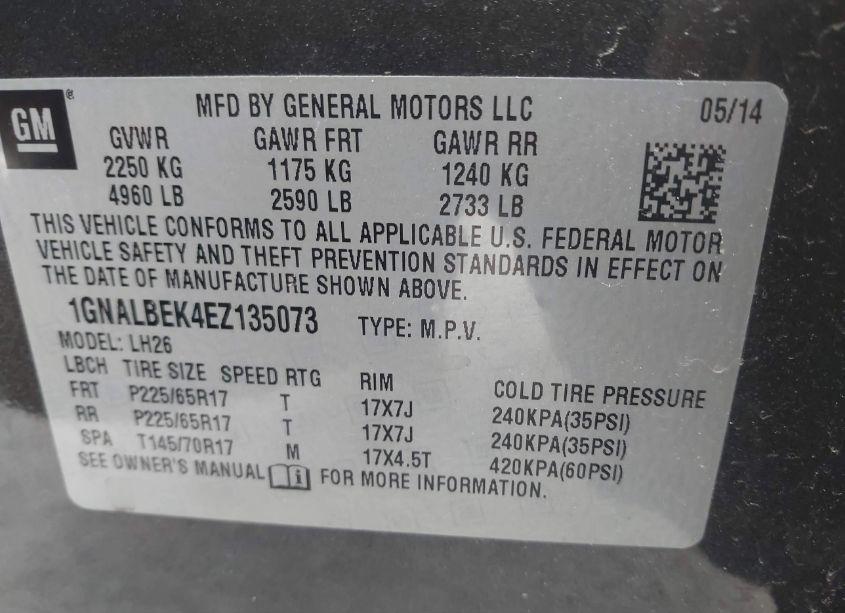 GM®
MFD BY GENERAL MOTORS LLC 05/14
GVWR GAWR FRT GAWR RR
2250 KG 1175 KG 1240 KG
4960 LB 2590 LB 2733 LB
THIS VEHICLE CONFORMS TO ALL APPLICABLE U.S. FEDERAL MOTOR
VEHICLE SAFETY AND THEFT PREVENTION STANDARDS IN EFFECT ON
THE DATE OF MANUFACTURE SHOWN ABOVE.
1GNALBEK4EZ135073 TYPE: M.P.V.
MODEL: LH26
LBCH TIRE SIZE SPEED RTG RIM COLD TIRE PRESSURE
FRT P225/65R17 T 17X7J 240KPA(35PSI)
RR P225/65R17 T 17X7J 240KPA(35PSI)
SPA T145/70R17 M 17X4.5T 420KPA(60PSI)
SEE OWNER'S MANUAL i FOR MORE INFORMATION.